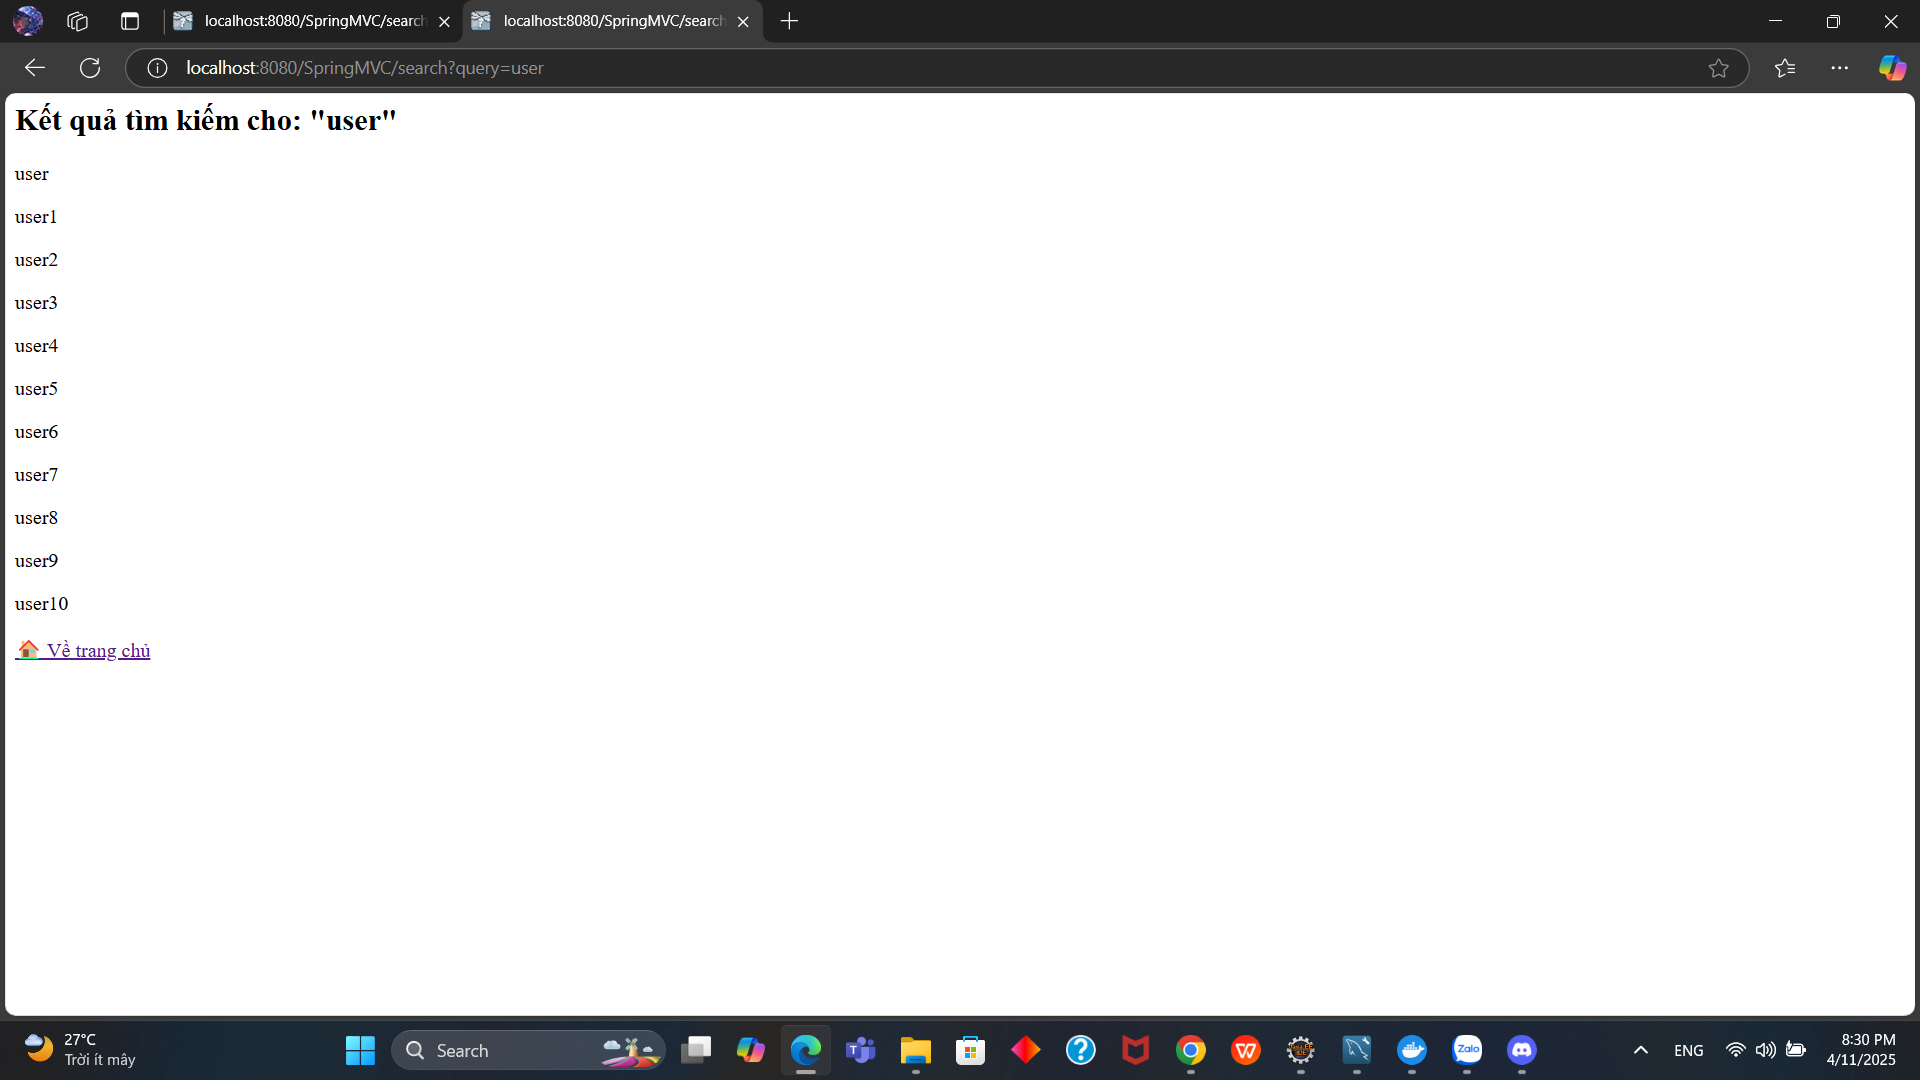 localhost:8080/SpringMVC/search
localhost:8080/SpringMVC/search
localhost:8080/SpringMVC/search?query=user
Kết quả tìm kiếm cho: "user"
user
user1
user2
user3
user4
user5
user6
user7
user8
user9
user10
Về trang chủ
27°C
Trời ít mây
Search
Zalo
ENG
8:30 PM
4/11/2025